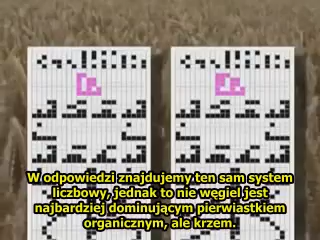 W odpowiedzi znajdujemy ten sam system
liczbowy, jednak to nie węgiel jest
najbardziej dominującym pierwiastkiem
organicznym, ale krzem.